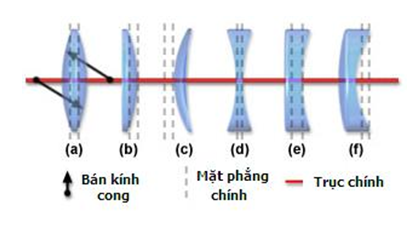 (a) (b) (c) (d) (e) (f)
Bán kính cong
Mặt phẳng chính
Trục chính